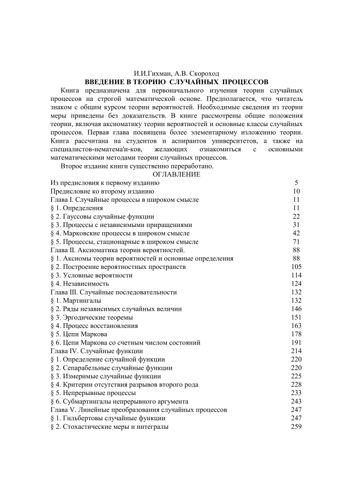 И.И.Гихман, А.В. Скороход
ВВЕДЕНИЕ В ТЕОРИЮ СЛУЧАЙНЫХ ПРОЦЕССОВ
Книга предназначена для первоначального изучения теории случайных
процессов на строгой математической основе. Предполагается, что читатель
знаком с общим курсом теории вероятностей. Необходимые сведения из теории
меры приведены без доказательств. В книге рассмотрены общие положения
теории, включая аксиоматику теории вероятностей и основные классы случайных
процессов. Первая глава посвящена более элементарному изложению теории.
Книга рассчитана на студентов и аспирантов университетов, а также на
специалистов-нематема/и-ков, желающих ознакомиться с основными
математическими методами теории случайных процессов.
Второе издание книги существенно переработано.
ОГЛАВЛЕНИЕ
Из предисловия к первому изданию 5
Предисловие ко второму изданию 10
Глава I. Случайные процессы в широком смысле 11
§ 1. Определения 11
§ 2. Гауссовы случайные функции 22
§ 3. Процессы с независимыми приращениями 31
§ 4. Марковские процессы в широком смысле 42
§ 5. Процессы, стационарные в широком смысле 71
Глава II. Аксиоматика теории вероятностей. 88
§ 1. Аксиомы теории вероятностей и основные определения 88
§ 2. Построение вероятностных пространств 105
§ 3. Условные вероятности 114
§ 4. Независимость 124
Глава III. Случайные последовательности 132
§ 1. Мартингалы 132
§ 2. Ряды независимых случайных величин 146
§ 3. Эргодические теоремы 151
§ 4. Процесс восстановления 163
§ 5. Цепи Маркова 178
§ 6. Цепи Маркова со счетным числом состояний 191
Глава IV. Случайные функции 214
§ 1. Определение случайной функции 220
§ 2. Сепарабельные случайные функции 220
§ 3. Измеримые случайные функции 225
§ 4. Критерии отсутствия разрывов второго рода 228
§ 5. Непрерывные процессы 233
§ 6. Субмартингалы непрерывного аргумента 243
Глава V. Линейные преобразования случайных процессов 247
§ 1. Гильбертовы случайные функции 247
§ 2. Стохастические меры и интегралы 259